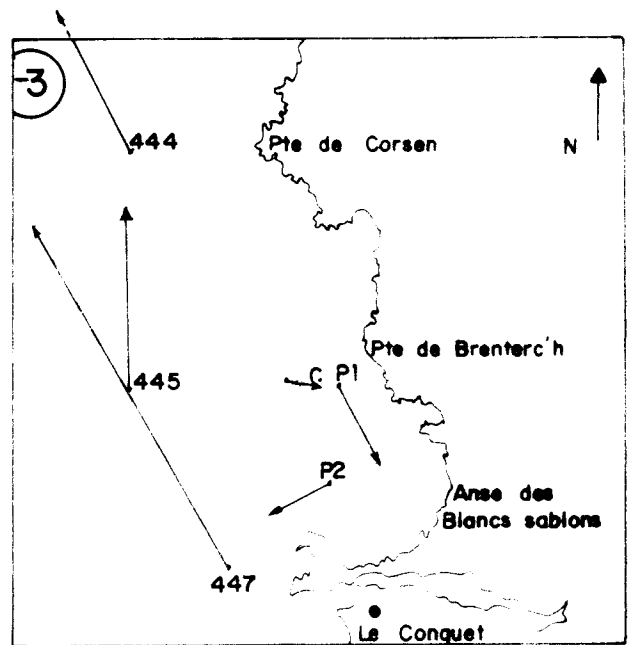 -3
444
Pte de Corsen
N
Pte de Brenterc'h
445
C
P1
P2
Anse des
Blancs sablons
447
Le Conquet